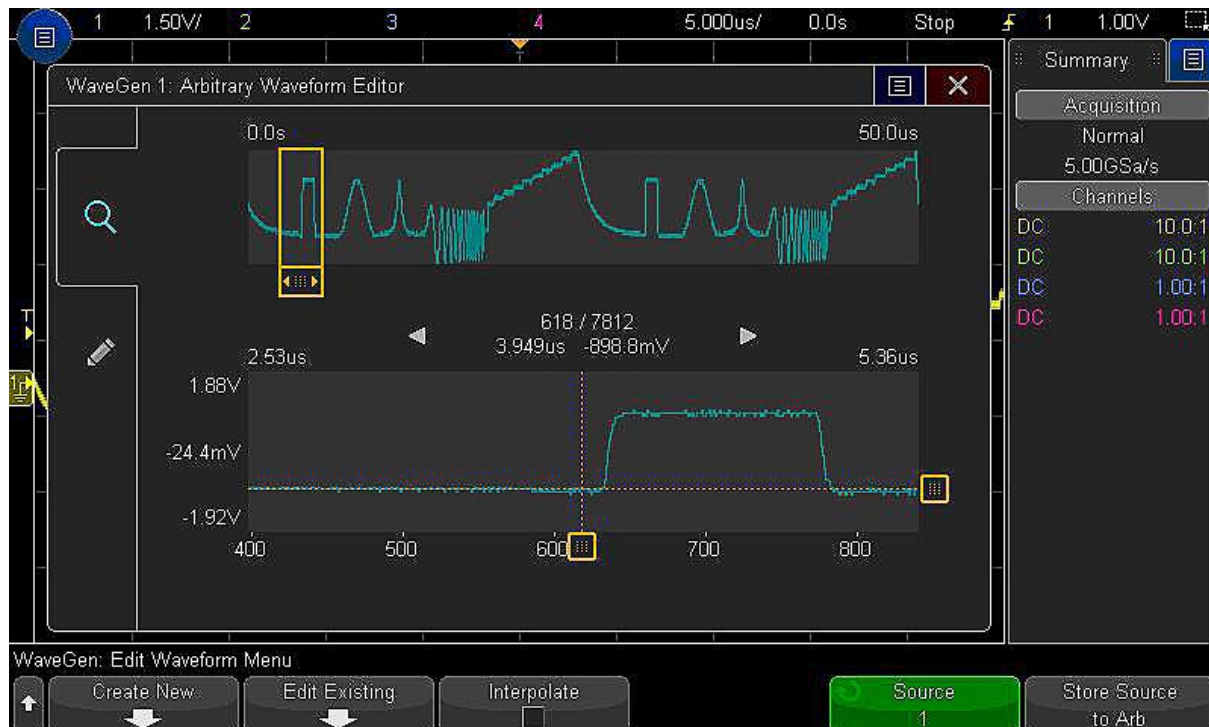 1 1.50V/ 2 3 4 5.000us/ 0.0s Stop 1 1.00V
Summary
WaveGen 1: Arbitrary Waveform Editor
Acquisition
Normal
5.00GSa/s
Channels
DC 10.0:1
DC 10.0:1
DC 1.00:1
DC 1.00:1
0.0s 50.0us
618 / 7812
3.949us -898.8mV
2.53us 5.36us
1.88V
-24.4mV
-1.92V
400 500 600 700 800
T
1
WaveGen: Edit Waveform Menu
Create New Edit Existing Interpolate Source Store Source
1 to Arb